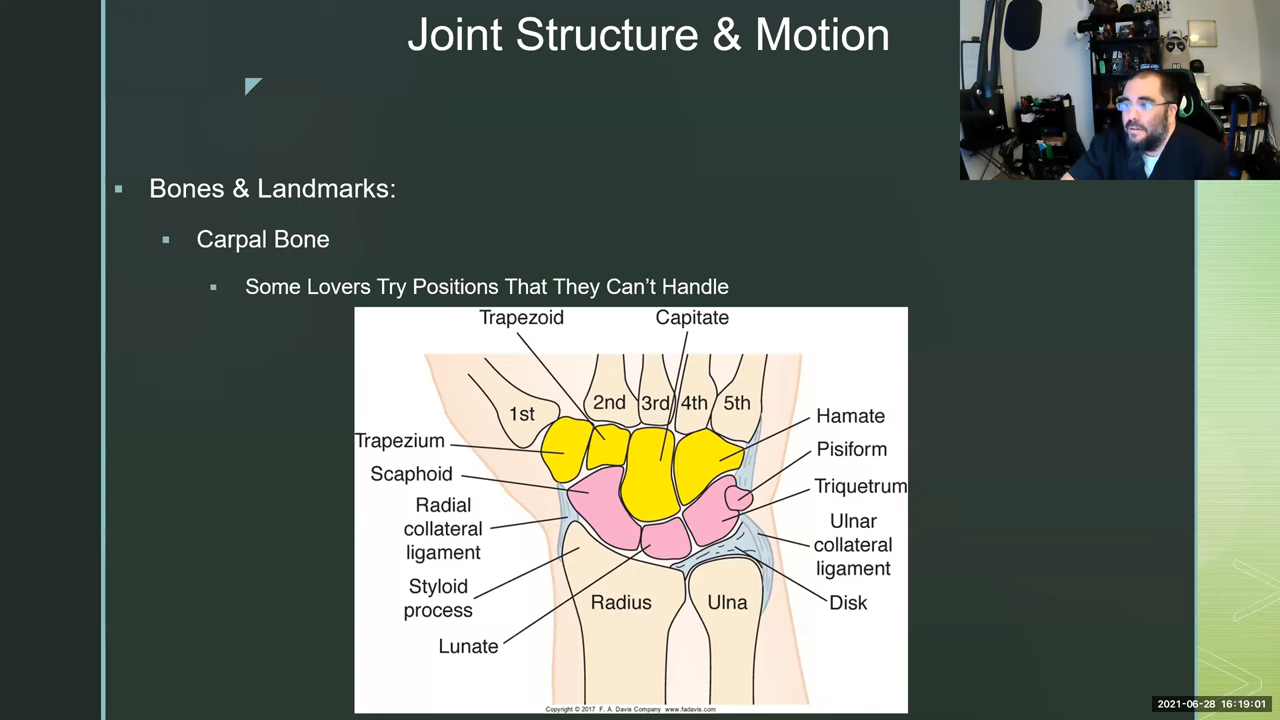 Joint Structure & Motion
Bones & Landmarks:
Carpal Bone
Some Lovers Try Positions That They Can't Handle
Trapezoid
Capitate
1st
2nd
3rd
4th
5th
Trapezium
Scaphoid
Radial
collateral
ligament
Styloid
process
Lunate
Hamate
Pisiform
Triquetrum
Ulnar
collateral
ligament
Disk
Radius
Ulna
Copyright © 2017 F. A. Davis Company www.fadavis.com
2021-06-28 16:19:01